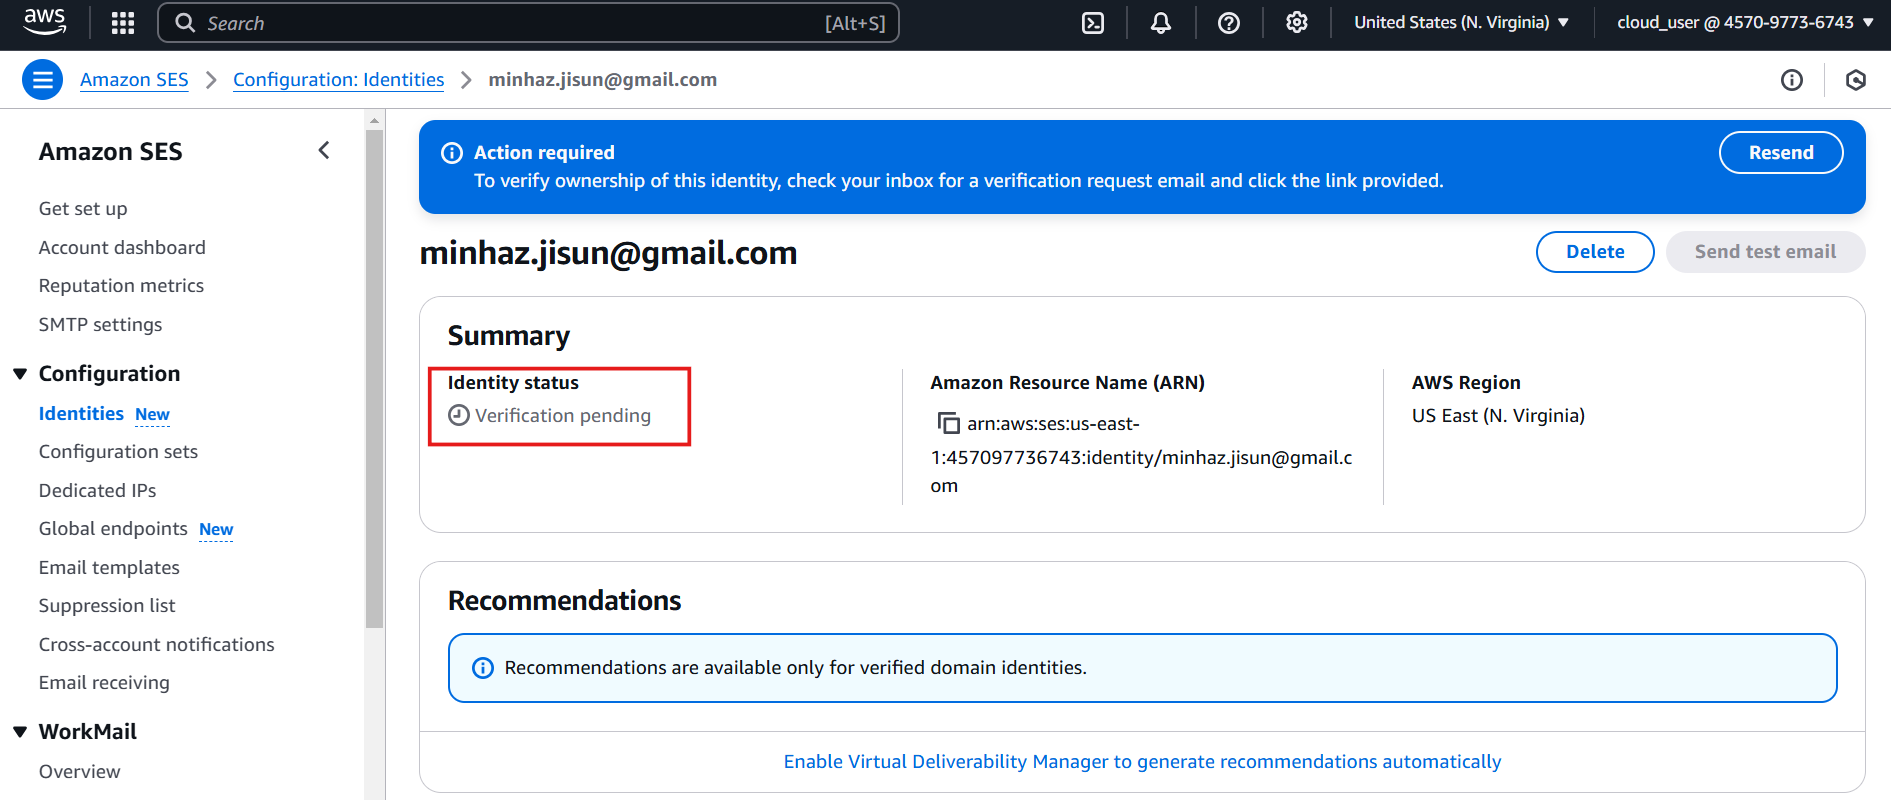 aws
Search [Alt+S]
United States (N. Virginia)
cloud_user @ 4570-9773-6743
Amazon SES
Configuration: Identities
minhaz.jisun@gmail.com
Amazon SES
Get set up
Account dashboard
Reputation metrics
SMTP settings
Configuration
Identities New
Configuration sets
Dedicated IPs
Global endpoints New
Email templates
Suppression list
Cross-account notifications
Email receiving
WorkMail
Overview
Action required
To verify ownership of this identity, check your inbox for a verification request email and click the link provided.
Resend
minhaz.jisun@gmail.com
Delete
Send test email
Summary
Identity status
Verification pending
Amazon Resource Name (ARN)
arn:aws:ses:us-east-
1:457097736743:identity/minhaz.jisun@gmail.c
om
AWS Region
US East (N. Virginia)
Recommendations
Recommendations are available only for verified domain identities.
Enable Virtual Deliverability Manager to generate recommendations automatically